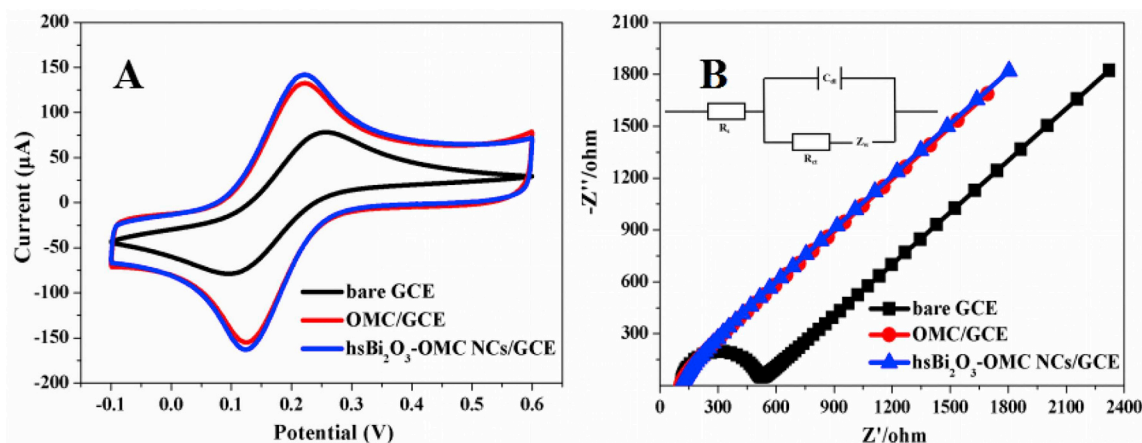 A
Current (μA)
200
150
100
50
0
-50
-100
-150
-200
-0.1 0.0 0.1 0.2 0.3 0.4 0.5 0.6
Potential (V)
bare GCE
OMC/GCE
hsBi₂O₃-OMC NCs/GCE
B
-Z''/ohm
2100
1800
1500
1200
900
600
300
0
0 300 600 900 1200 1500 1800 2100 2400
Z'/ohm
Rs
Rct
Zw
bare GCE
OMC/GCE
hsBi₂O₃-OMC NCs/GCE